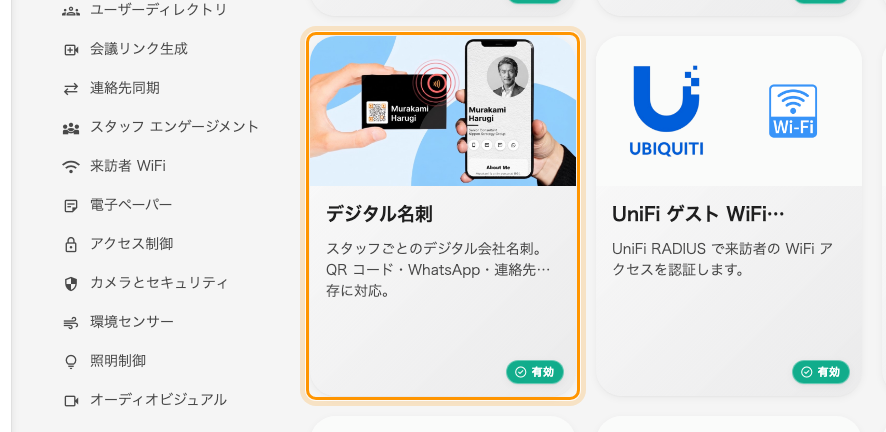 ユーザーディレクトリ
会議リンク生成
連絡先同期
スタッフ エンゲージメント
来訪者 WiFi
電子ペーパー
アクセス制御
カメラとセキュリティ
環境センサー
照明制御
オーディオビジュアル
Murakami
Harugi
Murakami
Harugi
About Me
デジタル名刺
スタッフごとのデジタル会社名刺。
QR コード・WhatsApp・連絡先…
存に対応。
有効
UBIQUITI
Wi-Fi
UniFi ゲスト WiFi…
UniFi RADIUS で来訪者の WiFi ア
クセスを認証します。
有効